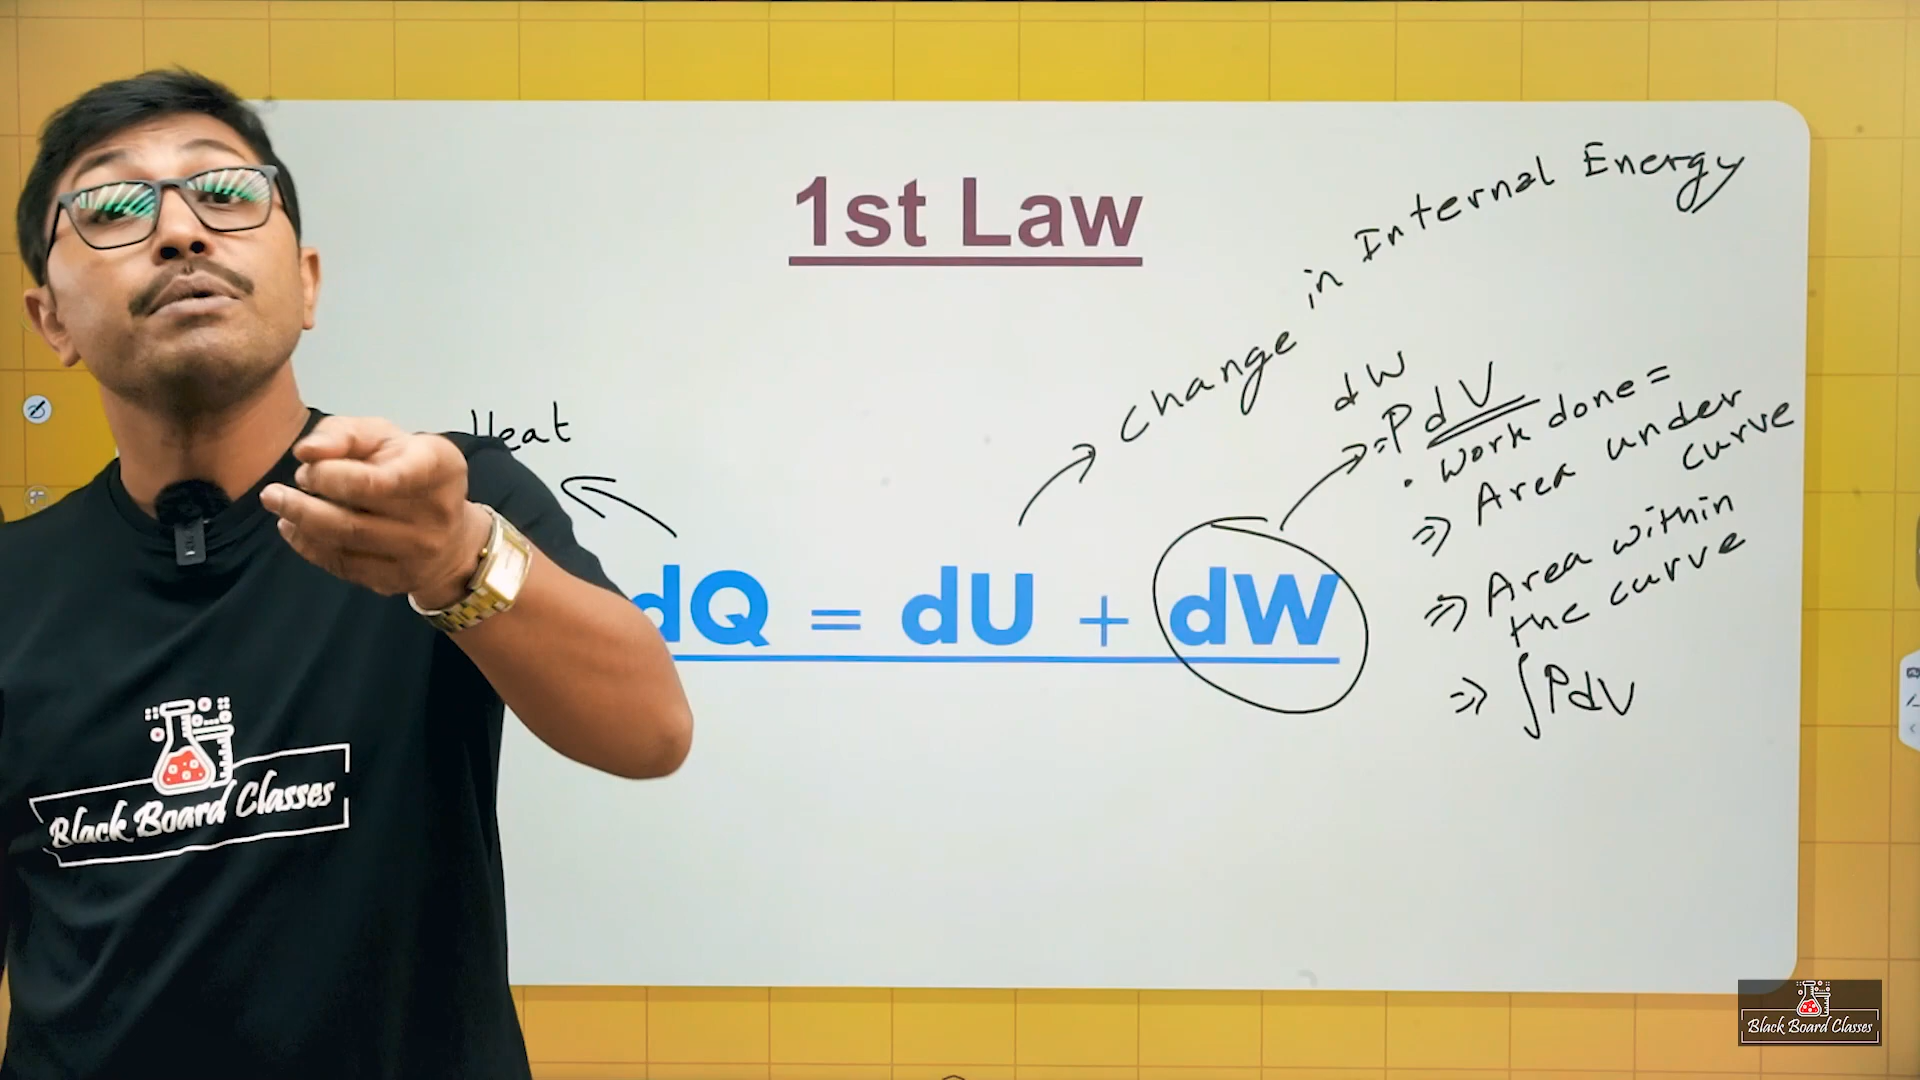 1st Law
Change in Internal Energy
Heat
dW
=PdV
. work done =
⇒ Area under
curve
⇒ Area within
the curve
⇒ ∫PdV
dQ = dU + dW
Black Board Classes
Black Board Classes